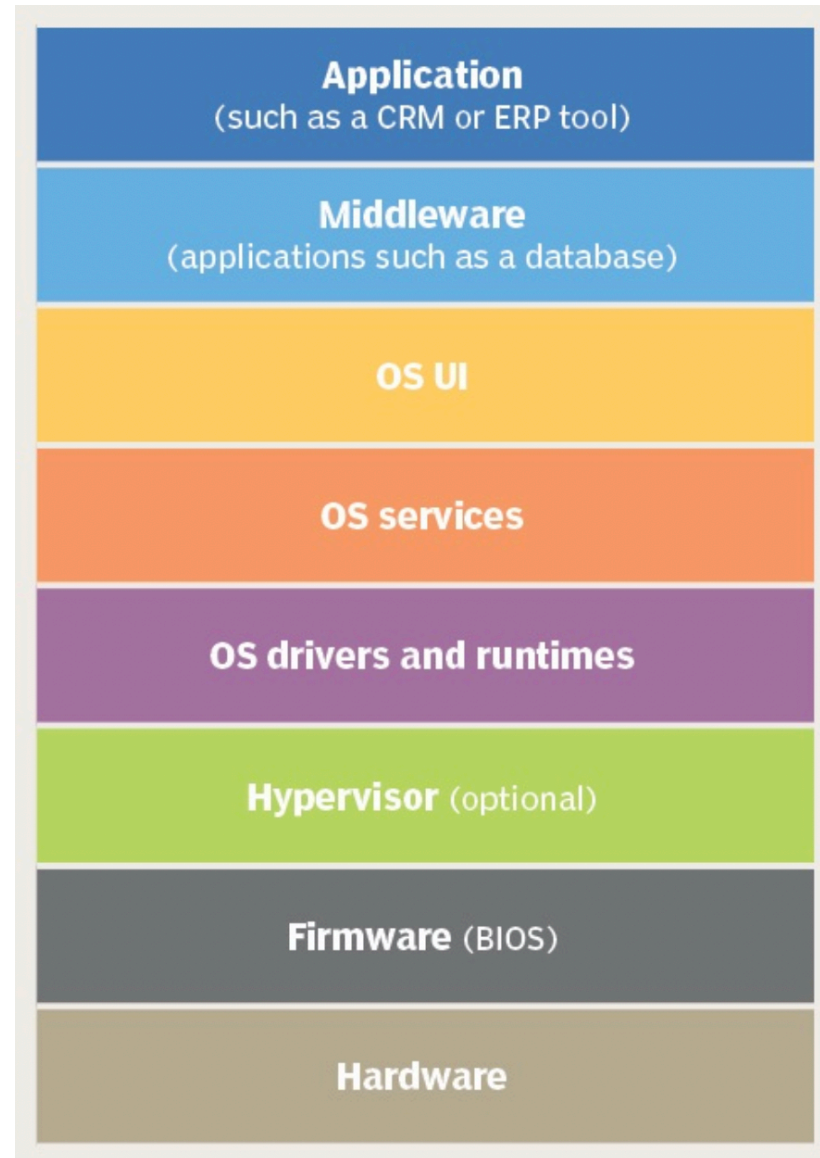 Application
(such as a CRM or ERP tool)
Middleware
(applications such as a database)
OS UI
OS services
OS drivers and runtimes
Hypervisor (optional)
Firmware (BIOS)
Hardware